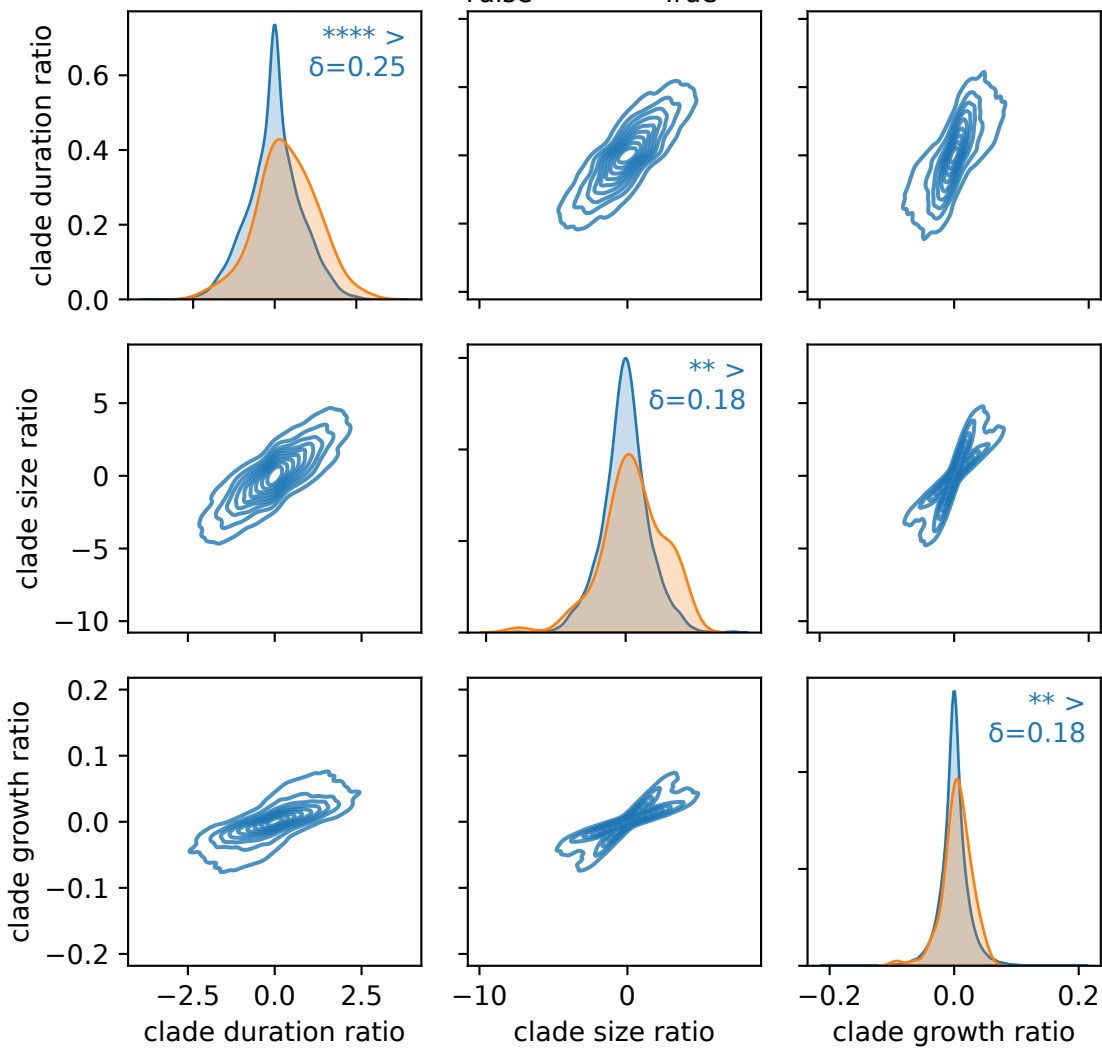 clade duration ratio
0.6
0.4
0.2
0.0
**** >
δ=0.25
clade size ratio
5
0
−5
−10
** >
δ=0.18
clade growth ratio
0.2
0.1
0.0
−0.1
−0.2
** >
δ=0.18
−2.5 0.0 2.5
−10 0
−0.2 0.0 0.2
clade duration ratio
clade size ratio
clade growth ratio